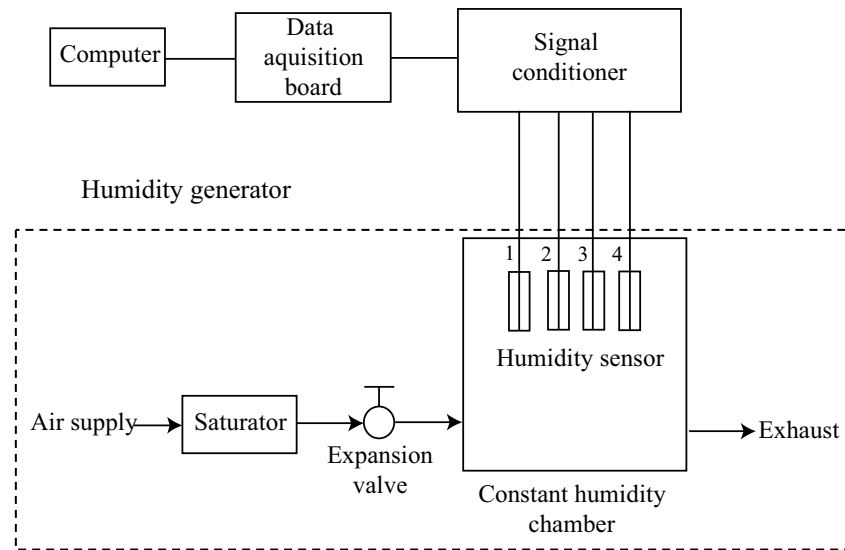 Computer
Data
aquisition
board
Signal
conditioner
Humidity generator
1 2 3 4
Humidity sensor
Air supply
Saturator
Expansion
valve
Exhaust
Constant humidity
chamber